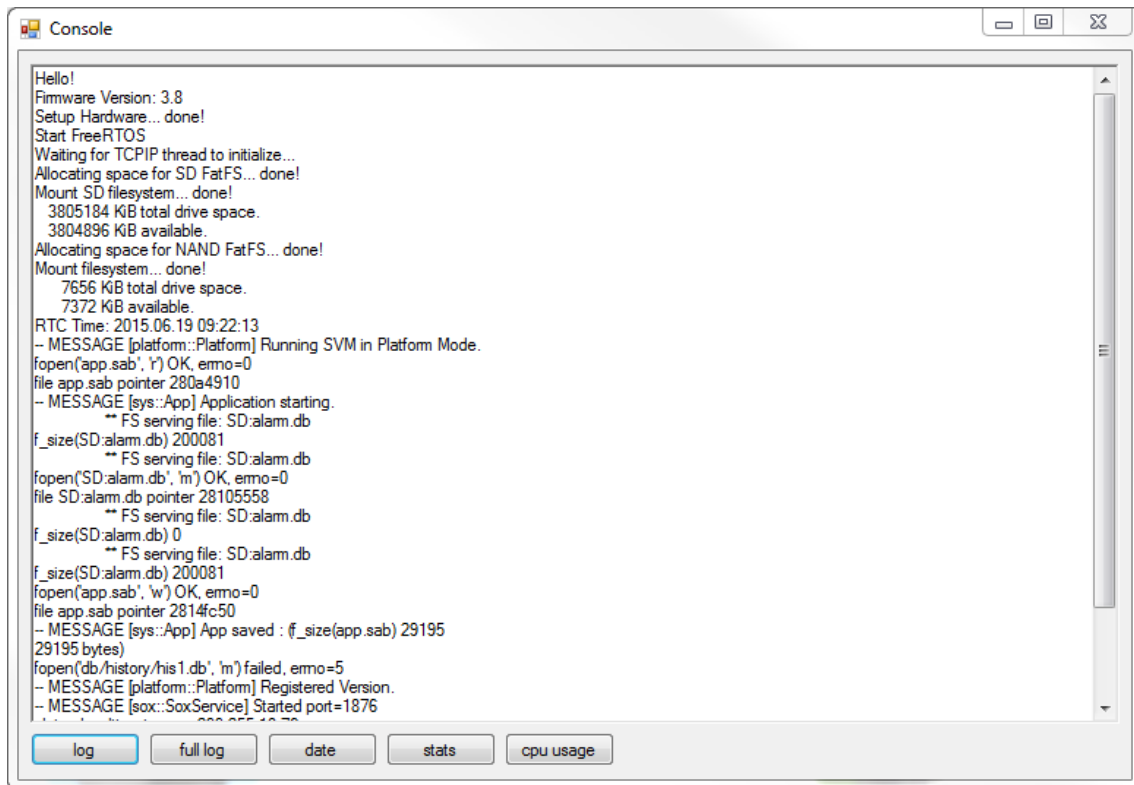 Console
Hello!
Firmware Version: 3.8
Setup Hardware... done!
Start FreeRTOS
Waiting for TCPIP thread to initialize...
Allocating space for SD FatFS... done!
Mount SD filesystem... done!
3805184 KiB total drive space.
3804896 KiB available.
Allocating space for NAND FatFS... done!
Mount filesystem... done!
7656 KiB total drive space.
7372 KiB available.
RTC Time: 2015.06.19 09:22:13
-- MESSAGE [platform::Platform] Running SVM in Platform Mode.
fopen('app.sab', 'r') OK, errno=0
file app.sab pointer 280a4910
-- MESSAGE [sys::App] Application starting.
** FS serving file: SD:alarm.db
f_size(SD:alarm.db) 200081
** FS serving file: SD:alarm.db
fopen('SD:alarm.db', 'm') OK, errno=0
file SD:alarm.db pointer 28105558
** FS serving file: SD:alarm.db
f_size(SD:alarm.db) 0
** FS serving file: SD:alarm.db
f_size(SD:alarm.db) 200081
fopen('app.sab', 'w') OK, errno=0
file app.sab pointer 2814fc50
-- MESSAGE [sys::App] App saved : (f_size(app.sab) 29195
29195 bytes)
fopen('db/history/his1.db', 'm') failed, errno=5
-- MESSAGE [platform::Platform] Registered Version.
-- MESSAGE [sox::SoxService] Started port=1876
log full log date stats cpu usage